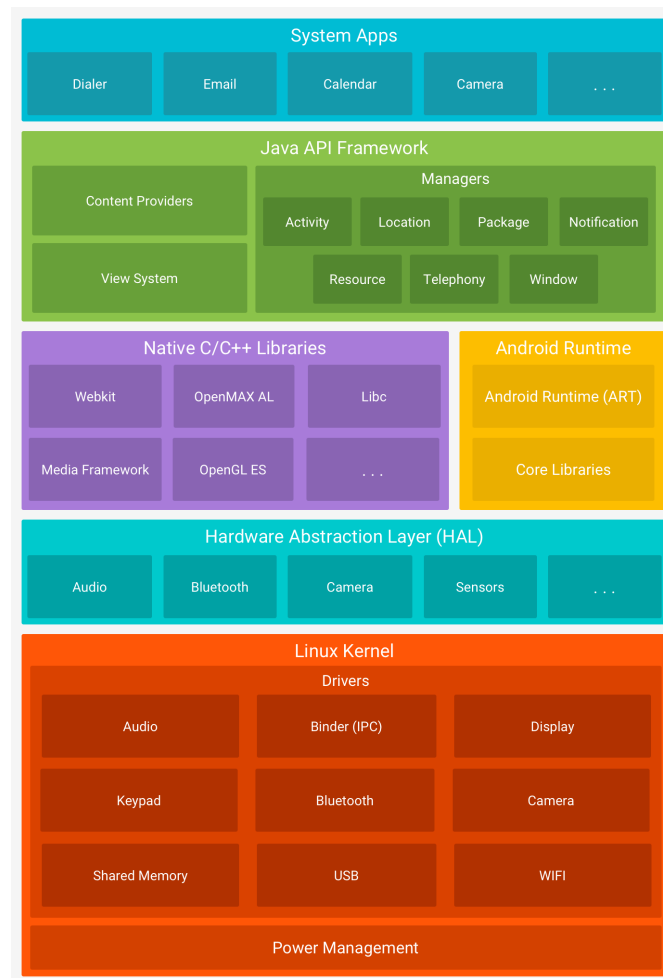 System Apps
Dialer
Email
Calendar
Camera
. . .
Java API Framework
Content Providers
View System
Managers
Activity
Location
Package
Notification
Resource
Telephony
Window
Native C/C++ Libraries
Webkit
OpenMAX AL
Libc
Media Framework
OpenGL ES
. . .
Android Runtime
Android Runtime (ART)
Core Libraries
Hardware Abstraction Layer (HAL)
Audio
Bluetooth
Camera
Sensors
. . .
Linux Kernel
Drivers
Audio
Binder (IPC)
Display
Keypad
Bluetooth
Camera
Shared Memory
USB
WIFI
Power Management